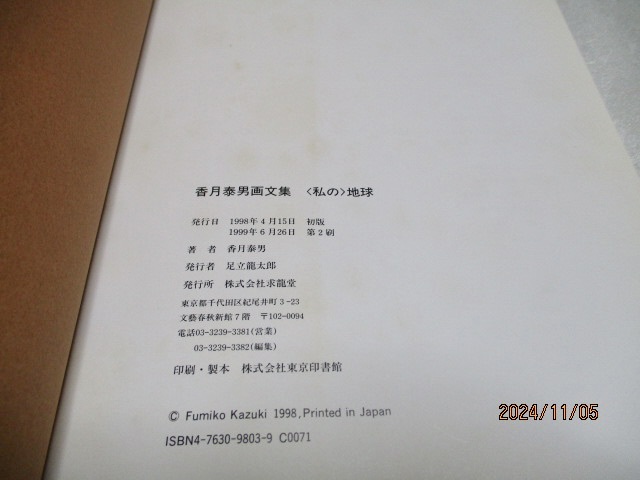 香月泰男画文集 〈私の〉地球
発行日 1998年4月15日 初版
1999年6月26日 第2刷
著 者 香月泰男
発行者 足立龍太郎
発行所 株式会社求龍堂
東京都千代田区紀尾井町3-23
文藝春秋新館7階 〒102-0094
電話03-3239-3381(営業)
03-3239-3382(編集)
印刷・製本 株式会社東京印書館
© Fumiko Kazuki 1998, Printed in Japan
ISBN4-7630-9803-9 C0071
2024/11/05